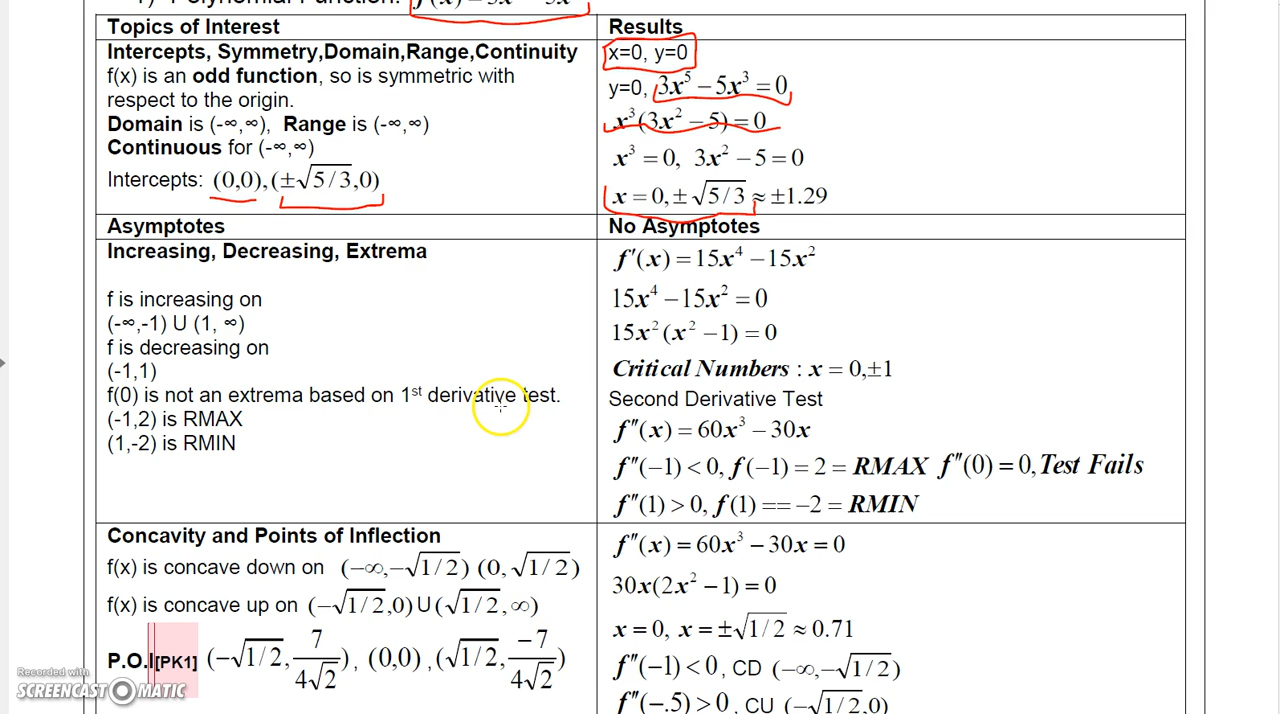 1) Polynomial Function: f(x) = 3x⁵ − 5x³
Topics of Interest
Results
Intercepts, Symmetry,Domain,Range,Continuity
f(x) is an odd function, so is symmetric with
respect to the origin.
Domain is (-∞,∞), Range is (-∞,∞)
Continuous for (-∞,∞)
Intercepts: (0,0),(±√5/3,0)
x=0, y=0
y=0, 3x⁵ − 5x³ = 0
x³(3x² − 5) = 0
x³ = 0, 3x² − 5 = 0
x = 0,± √5/3 ≈ ±1.29
Asymptotes
No Asymptotes
Increasing, Decreasing, Extrema
f is increasing on
(-∞,-1) U (1, ∞)
f is decreasing on
(-1,1)
f(0) is not an extrema based on 1st derivative test.
(-1,2) is RMAX
(1,-2) is RMIN
f′(x) = 15x⁴ − 15x²
15x⁴ − 15x² = 0
15x²(x² − 1) = 0
Critical Numbers : x = 0,±1
Second Derivative Test
f″(x) = 60x³ − 30x
f″(−1) < 0, f(−1) = 2 = RMAX f″(0) = 0, Test Fails
f″(1) > 0, f(1) == −2 = RMIN
Concavity and Points of Inflection
f(x) is concave down on (−∞,−√1/2) (0, √1/2)
f(x) is concave up on (−√1/2,0) U (√1/2, ∞)
P.O.I[PK1] (−√1/2, 7/4√2), (0,0), (√1/2, −7/4√2)
f″(x) = 60x³ − 30x = 0
30x(2x² − 1) = 0
x = 0, x = ±√1/2 ≈ 0.71
f″(−1) < 0, CD (−∞,−√1/2)
f″(−.5) > 0, CU (−√1/2,0)
Recorded with
SCREENCAST-O-MATIC